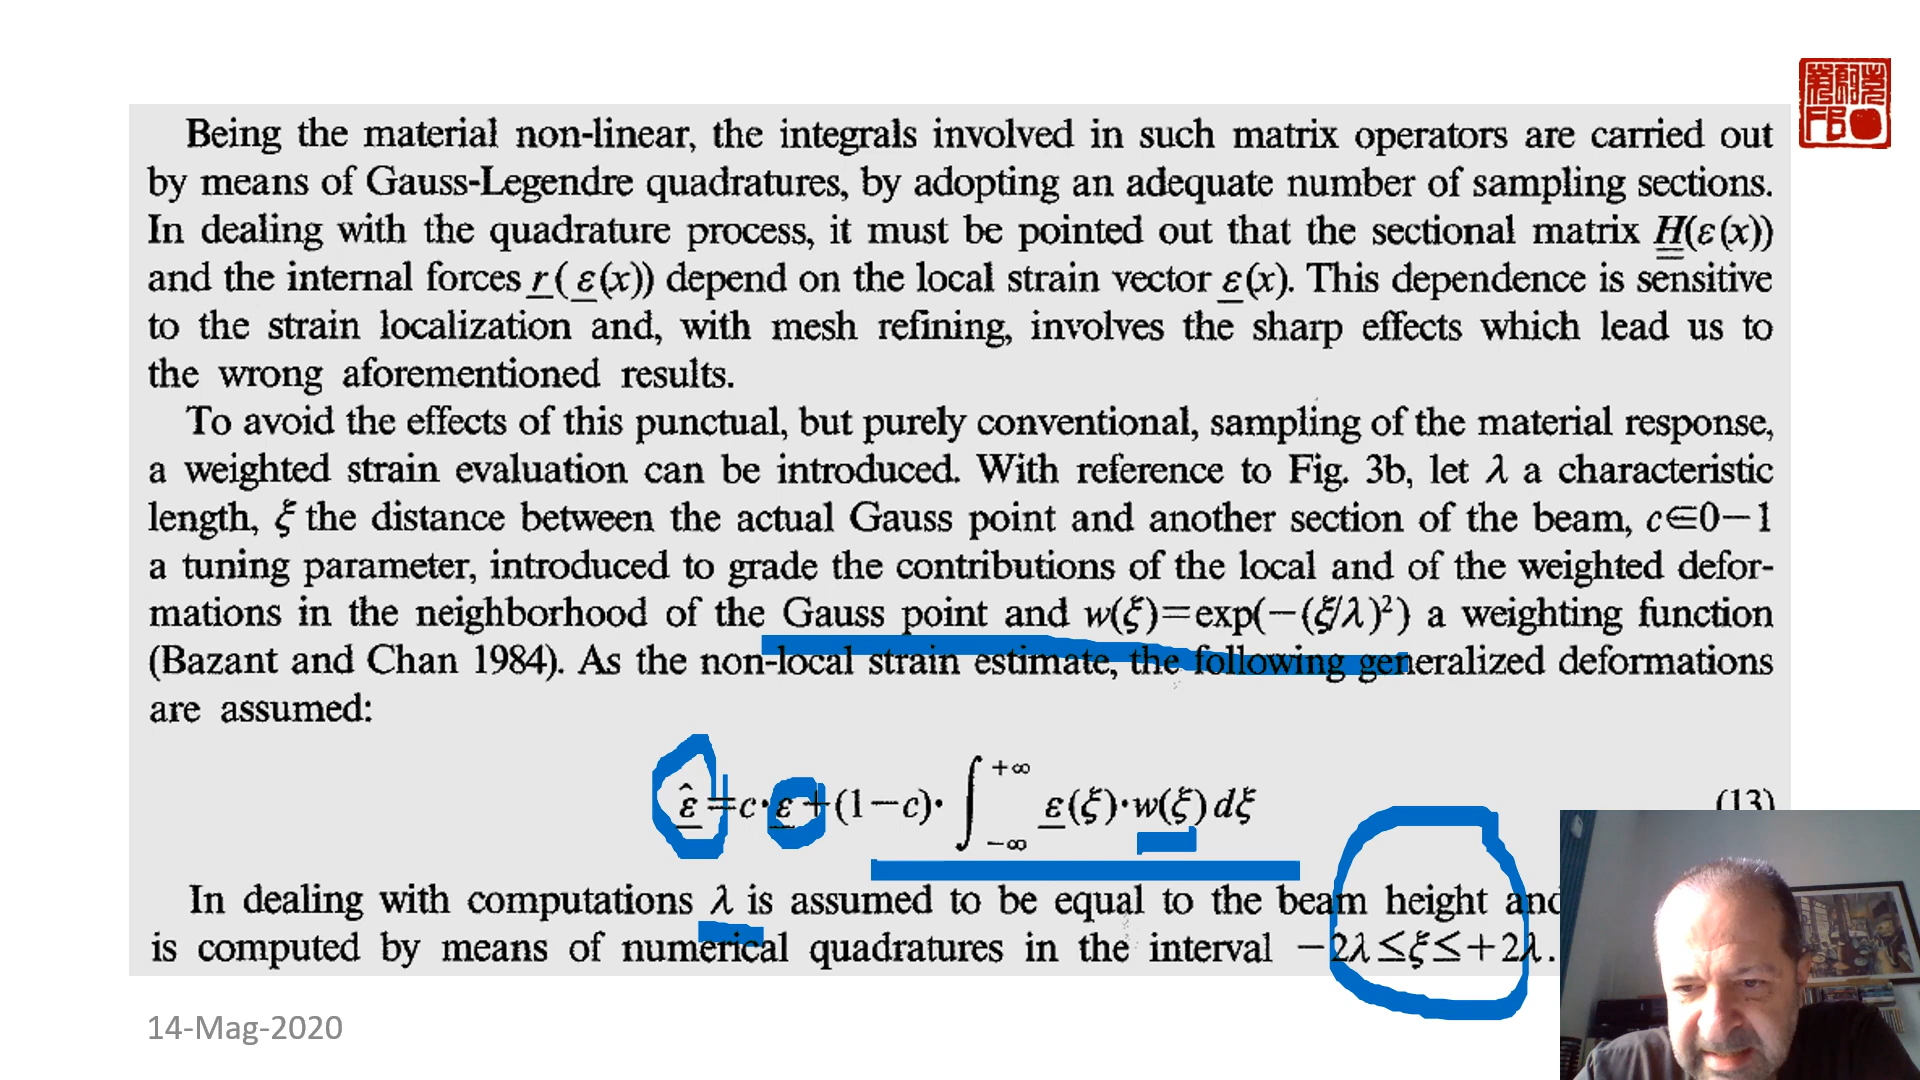 Being the material non-linear, the integrals involved in such matrix operators are carried out
by means of Gauss-Legendre quadratures, by adopting an adequate number of sampling sections.
In dealing with the quadrature process, it must be pointed out that the sectional matrix H(ε(x))
and the internal forces r(ε(x)) depend on the local strain vector ε(x). This dependence is sensitive
to the strain localization and, with mesh refining, involves the sharp effects which lead us to
the wrong aforementioned results.
To avoid the effects of this punctual, but purely conventional, sampling of the material response,
a weighted strain evaluation can be introduced. With reference to Fig. 3b, let λ a characteristic
length, ξ the distance between the actual Gauss point and another section of the beam, c∈0−1
a tuning parameter, introduced to grade the contributions of the local and of the weighted defor-
mations in the neighborhood of the Gauss point and w(ξ)=exp(−(ξ/λ)²) a weighting function
(Bazant and Chan 1984). As the non-local strain estimate, the following generalized deformations
are assumed:
ε̂=c·ε+(1−c)·∫−∞+∞ ε(ξ)·w(ξ)dξ (13)
In dealing with computations λ is assumed to be equal to the beam height and
is computed by means of numerical quadratures in the interval −2λ≤ξ≤+2λ.
14-Mag-2020